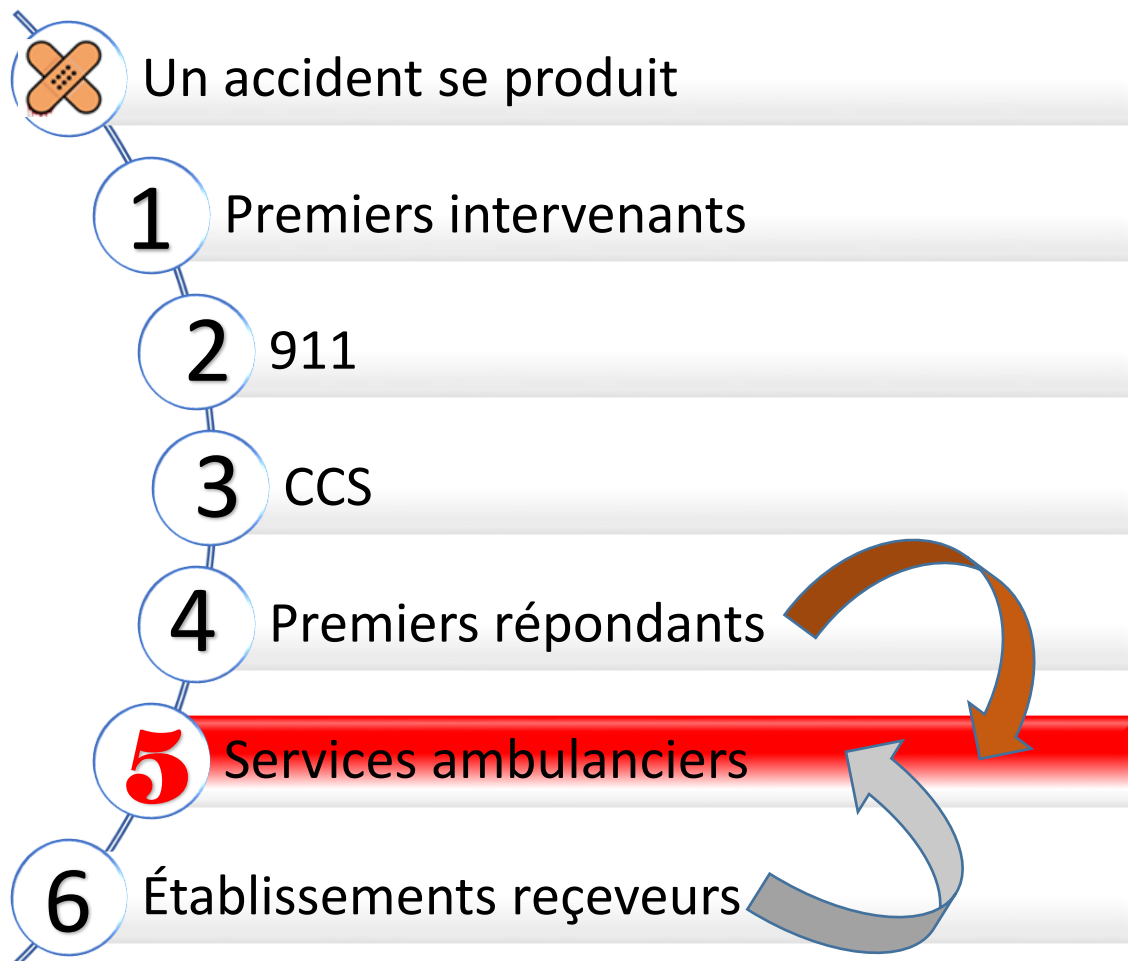 Un accident se produit
1 Premiers intervenants
2 911
3 CCS
4 Premiers répondants
5 Services ambulanciers
6 Établissements reçeveurs